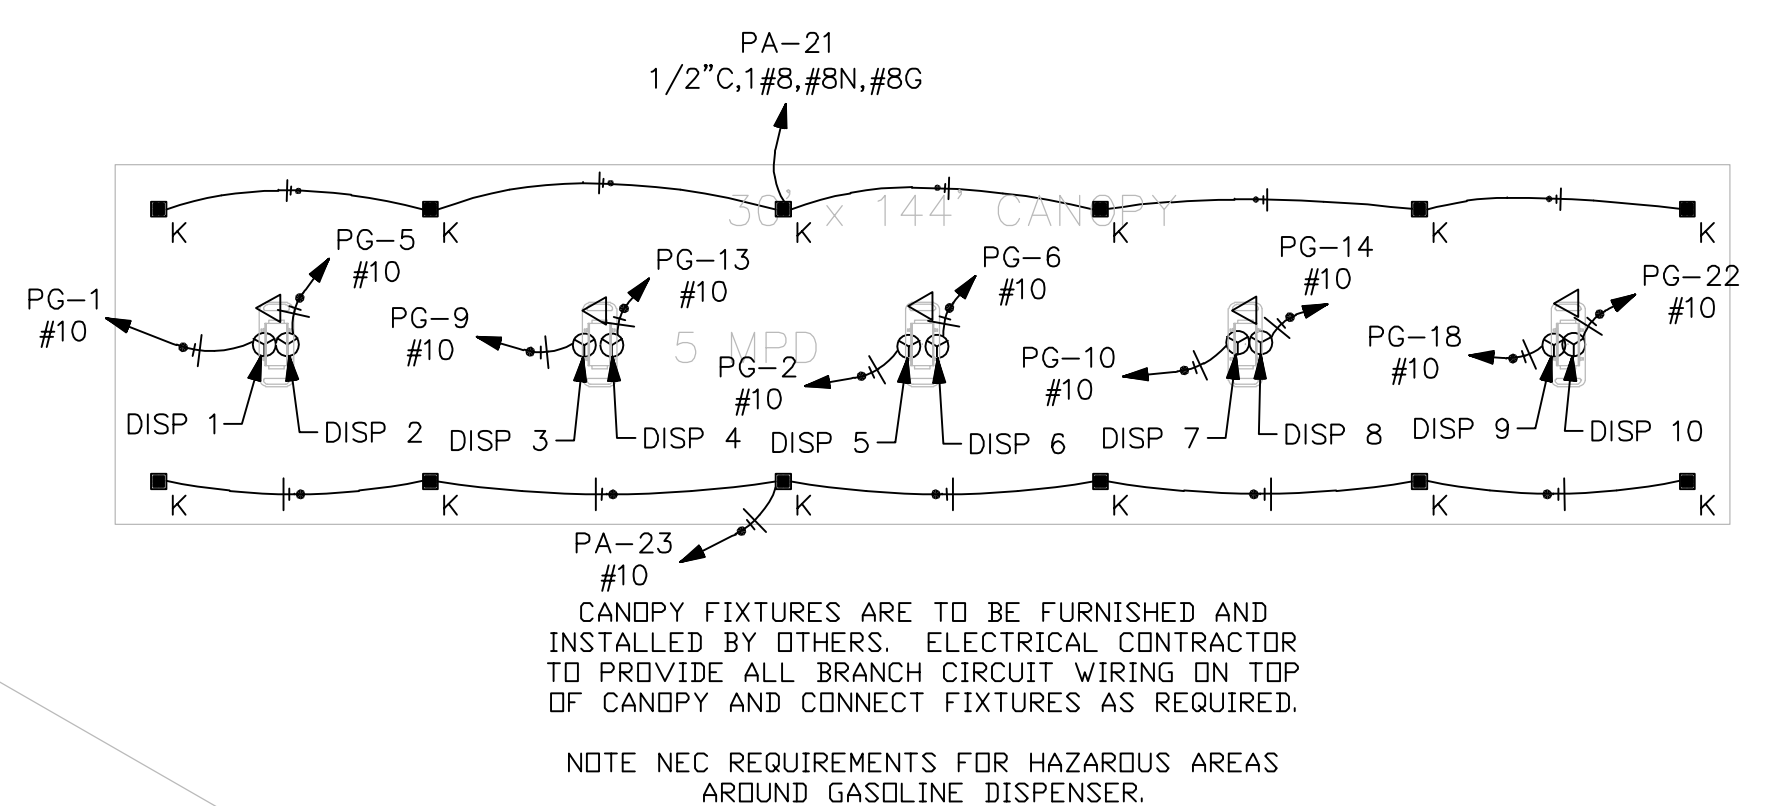 PA-21
1/2"C,1#8,#8N,#8G
30' x 144' CANOPY
K K K K K K
PG-5
#10
PG-13
#10
PG-6
#10
PG-14
#10
PG-22
#10
PG-1
#10
PG-9
#10
5 MPD
PG-2
#10
PG-10
#10
PG-18
#10
DISP 1
DISP 2
DISP 3
DISP 4
DISP 5
DISP 6
DISP 7
DISP 8
DISP 9
DISP 10
K K K K K K
PA-23
#10
CANOPY FIXTURES ARE TO BE FURNISHED AND
INSTALLED BY OTHERS. ELECTRICAL CONTRACTOR
TO PROVIDE ALL BRANCH CIRCUIT WIRING ON TOP
OF CANOPY AND CONNECT FIXTURES AS REQUIRED.
NOTE NEC REQUIREMENTS FOR HAZAROUS AREAS
AROUND GASOLINE DISPENSER.